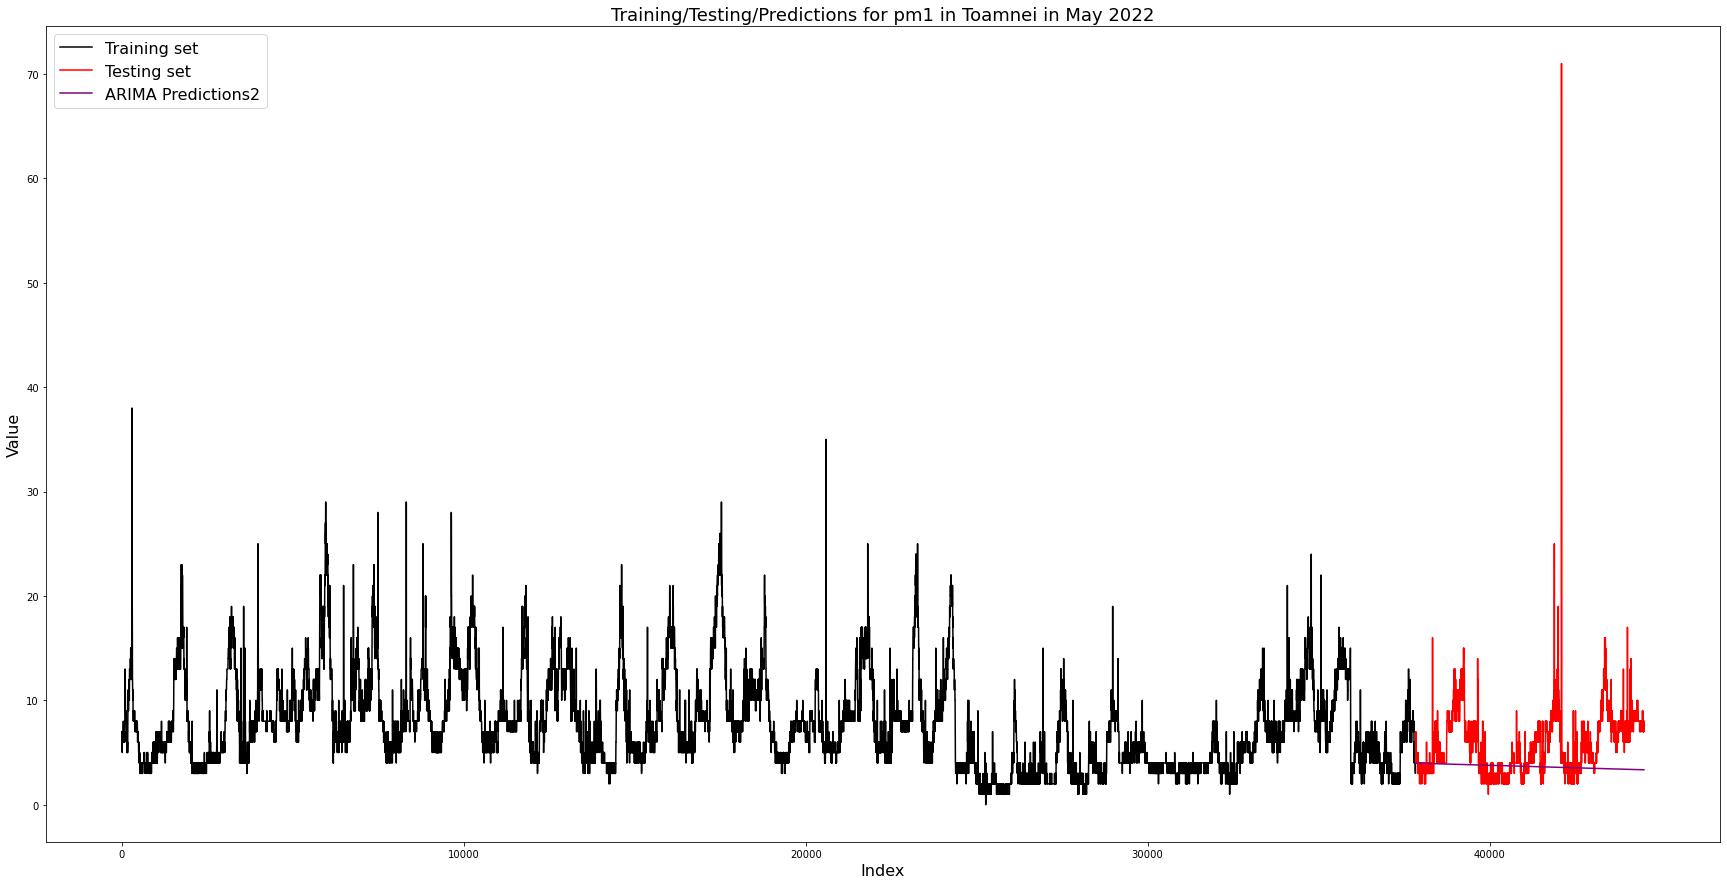 Training/Testing/Predictions for pm1 in Toamnei in May 2022
Training set
Testing set
ARIMA Predictions2
70
60
50
40
30
20
10
0
Value
0
10000
20000
30000
40000
Index